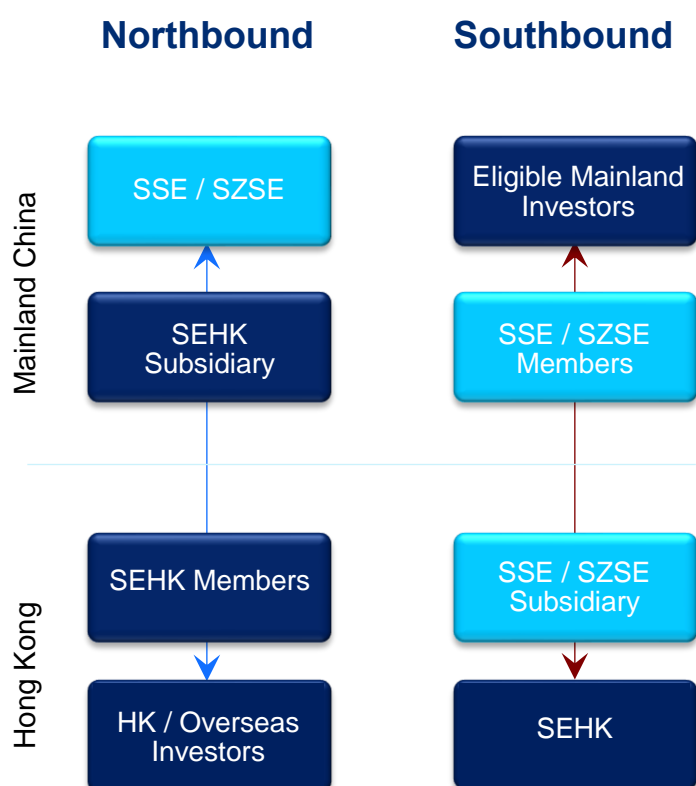 Northbound
Southbound
Mainland China
SSE / SZSE
Eligible Mainland
Investors
SEHK
Subsidiary
SSE / SZSE
Members
Hong Kong
SEHK Members
SSE / SZSE
Subsidiary
HK / Overseas
Investors
SEHK